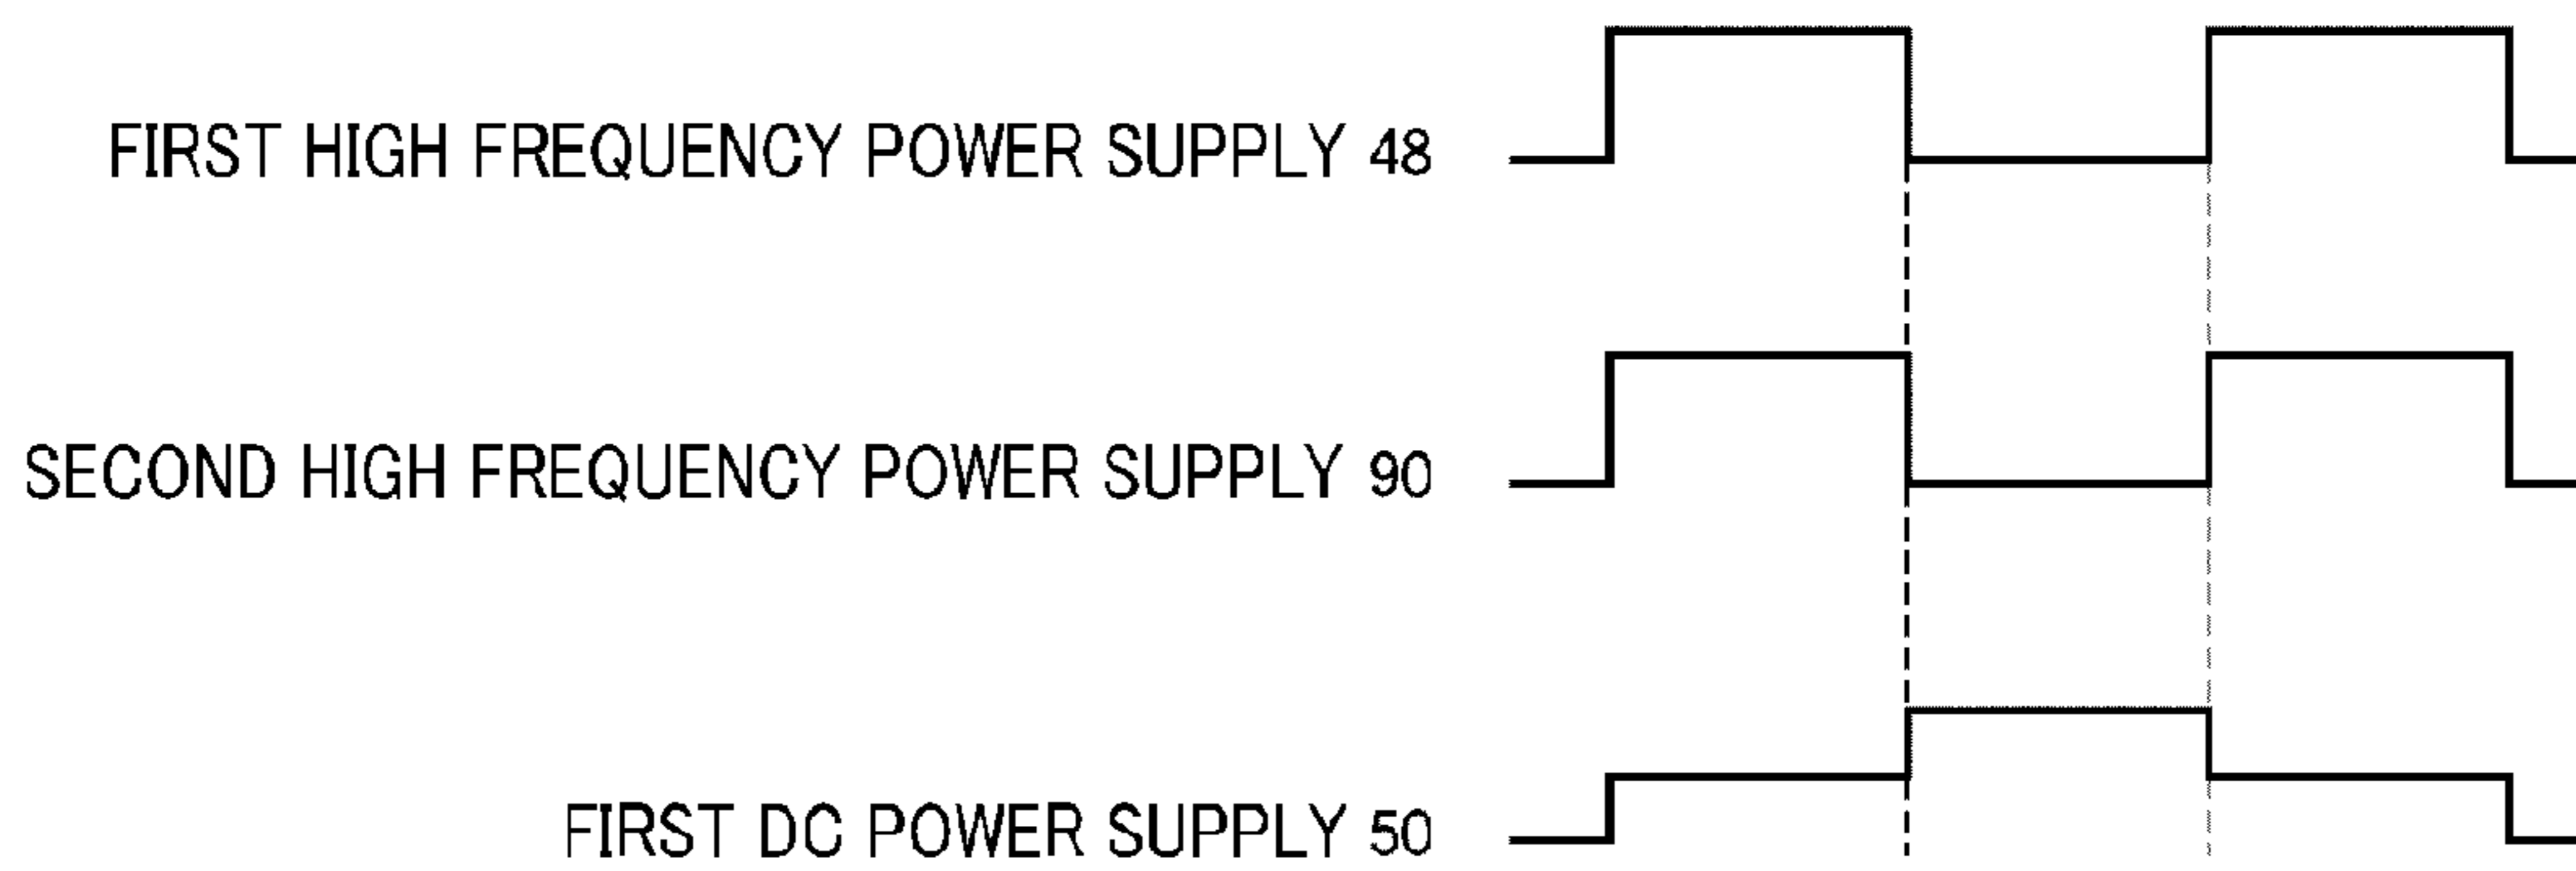 FIRST HIGH FREQUENCY POWER SUPPLY 48
SECOND HIGH FREQUENCY POWER SUPPLY 90
FIRST DC POWER SUPPLY 50